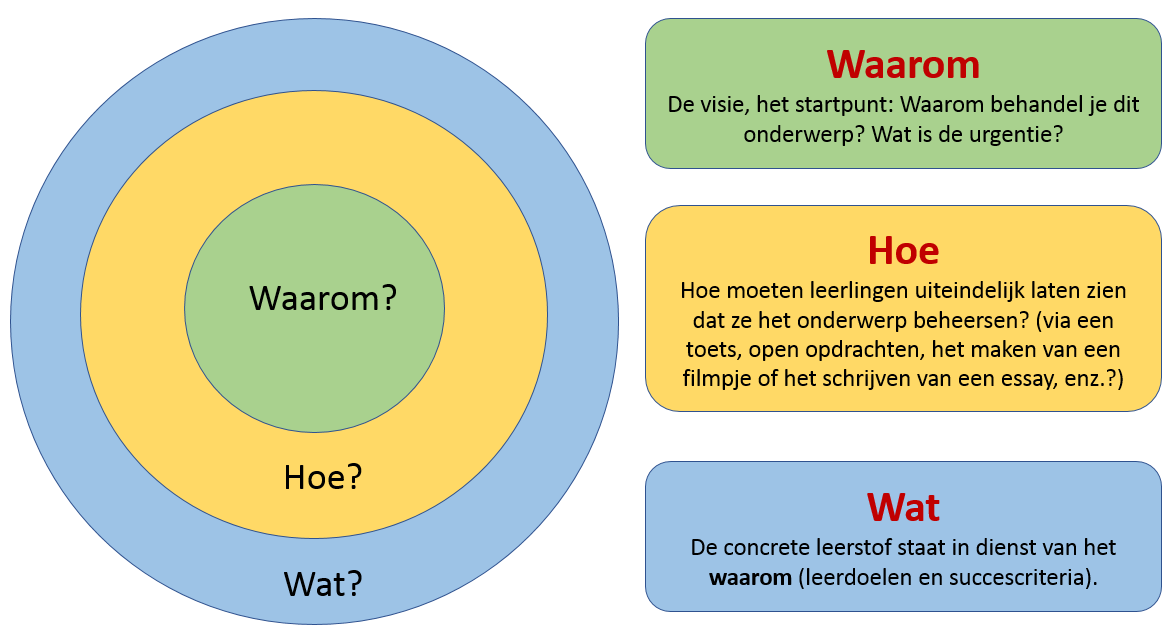 Waarom?
Hoe?
Wat?
Waarom
De visie, het startpunt: Waarom behandel je dit
onderwerp? Wat is de urgentie?
Hoe
Hoe moeten leerlingen uiteindelijk laten zien
dat ze het onderwerp beheersen? (via een
toets, open opdrachten, het maken van een
filmpje of het schrijven van een essay, enz.?)
Wat
De concrete leerstof staat in dienst van het
waarom (leerdoelen en succescriteria).